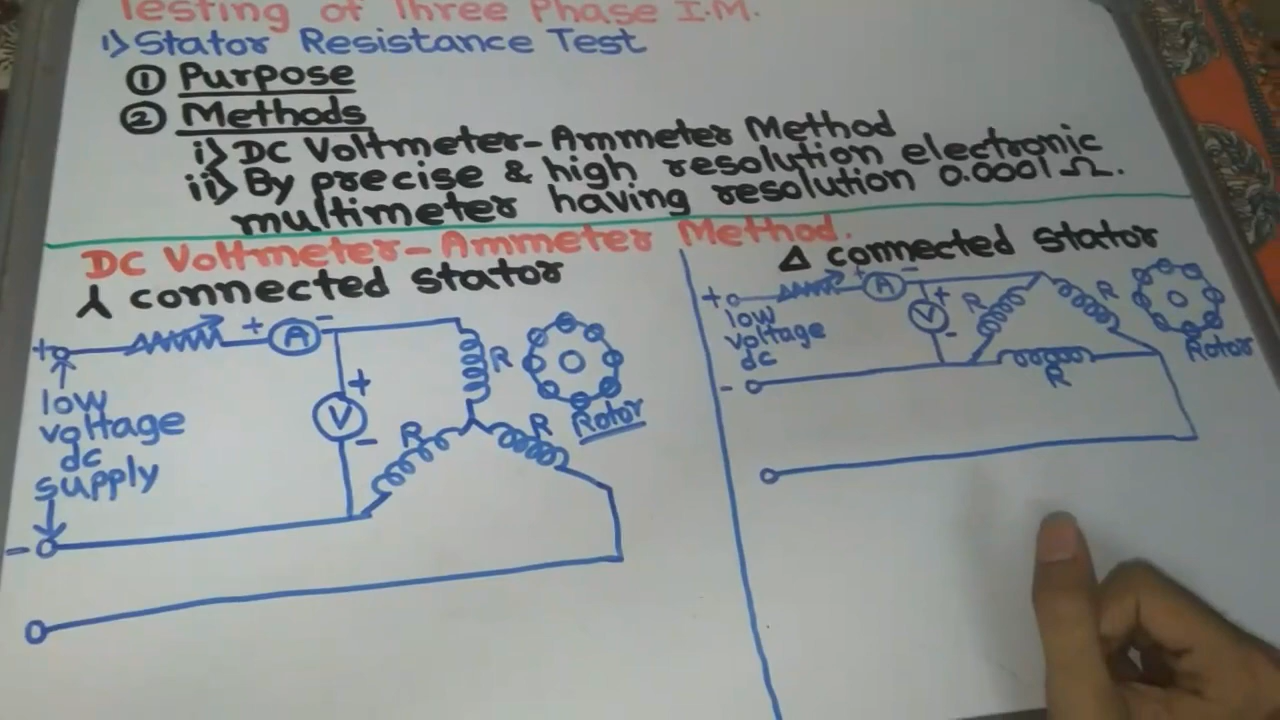 Testing of Three Phase I.M.
i) Stator Resistance Test
① Purpose
② Methods
i) DC Voltmeter-Ammeter Method
ii) By precise & high resolution electronic
multimeter having resolution 0.0001 Ω.
DC Voltmeter-Ammeter Method.
⅄ connected stator
+ A -
R
+
V
-
R
R
Rotor
+
low
voltage
dc
supply
-
Δ connected stator
+ A -
+
V
-
R
R
R
Rotor
+
low
voltage
dc
-